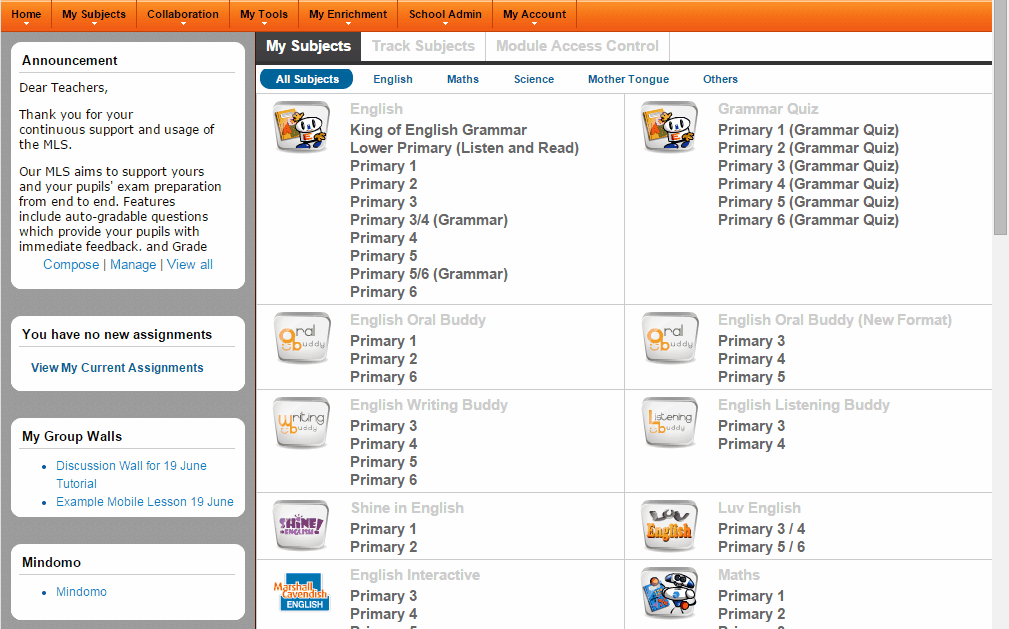 Home My Subjects Collaboration My Tools My Enrichment School Admin My Account
Announcement
Dear Teachers,
Thank you for your
continuous support and usage of
the MLS.
Our MLS aims to support yours
and your pupils' exam preparation
from end to end. Features
include auto-gradable questions
which provide your pupils with
immediate feedback, and Grade
Compose | Manage | View all
You have no new assignments
View My Current Assignments
My Group Walls
Discussion Wall for 19 June
Tutorial
Example Mobile Lesson 19 June
Mindomo
Mindomo
My Subjects Track Subjects Module Access Control
All Subjects English Maths Science Mother Tongue Others
English
King of English Grammar
Lower Primary (Listen and Read)
Primary 1
Primary 2
Primary 3
Primary 3/4 (Grammar)
Primary 4
Primary 5
Primary 5/6 (Grammar)
Primary 6
Grammar Quiz
Primary 1 (Grammar Quiz)
Primary 2 (Grammar Quiz)
Primary 3 (Grammar Quiz)
Primary 4 (Grammar Quiz)
Primary 5 (Grammar Quiz)
Primary 6 (Grammar Quiz)
oral
buddy
English Oral Buddy
Primary 1
Primary 2
Primary 6
oral
buddy
English Oral Buddy (New Format)
Primary 3
Primary 4
Primary 5
writing
buddy
English Writing Buddy
Primary 3
Primary 4
Primary 5
Primary 6
Listening
buddy
English Listening Buddy
Primary 3
Primary 4
SHINE!
in ENGLISH!
Shine in English
Primary 1
Primary 2
LUV
English
Luv English
Primary 3 / 4
Primary 5 / 6
Marshall
Cavendish
ENGLISH
English Interactive
Primary 3
Primary 4
Maths
Primary 1
Primary 2